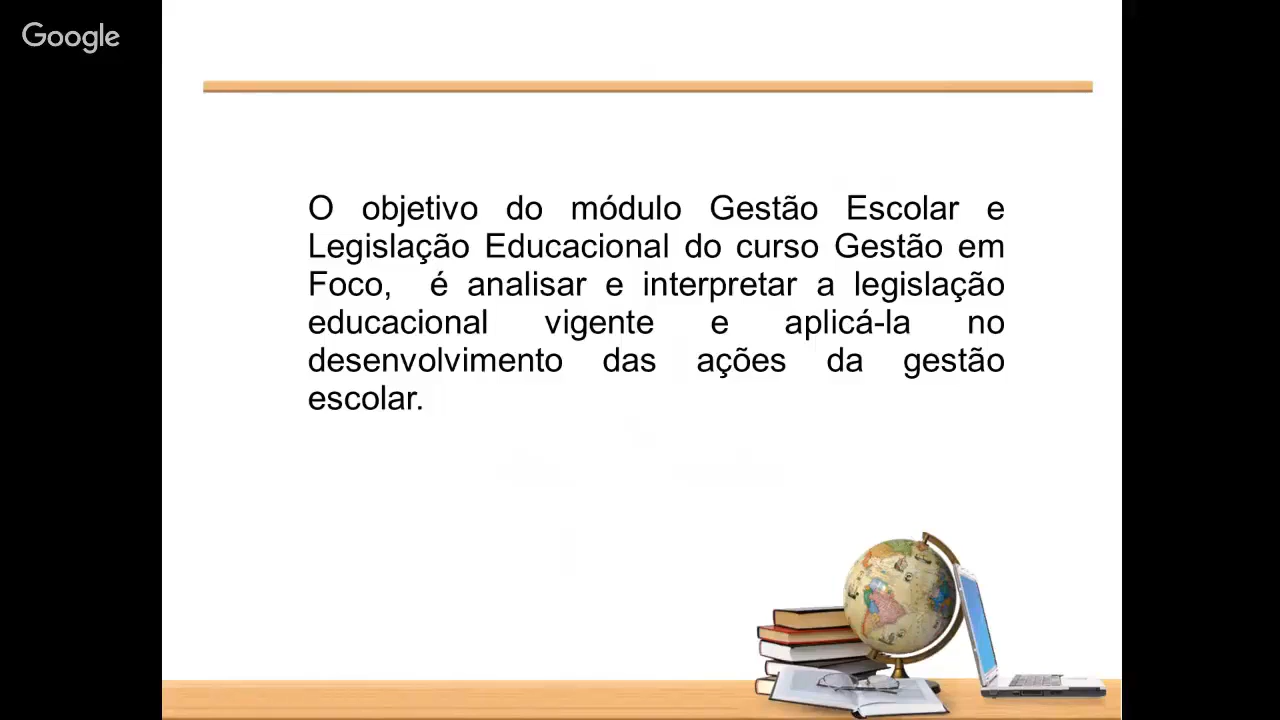 Google
O objetivo do módulo Gestão Escolar e
Legislação Educacional do curso Gestão em
Foco, é analisar e interpretar a legislação
educacional vigente e aplicá-la no
desenvolvimento das ações da gestão
escolar.